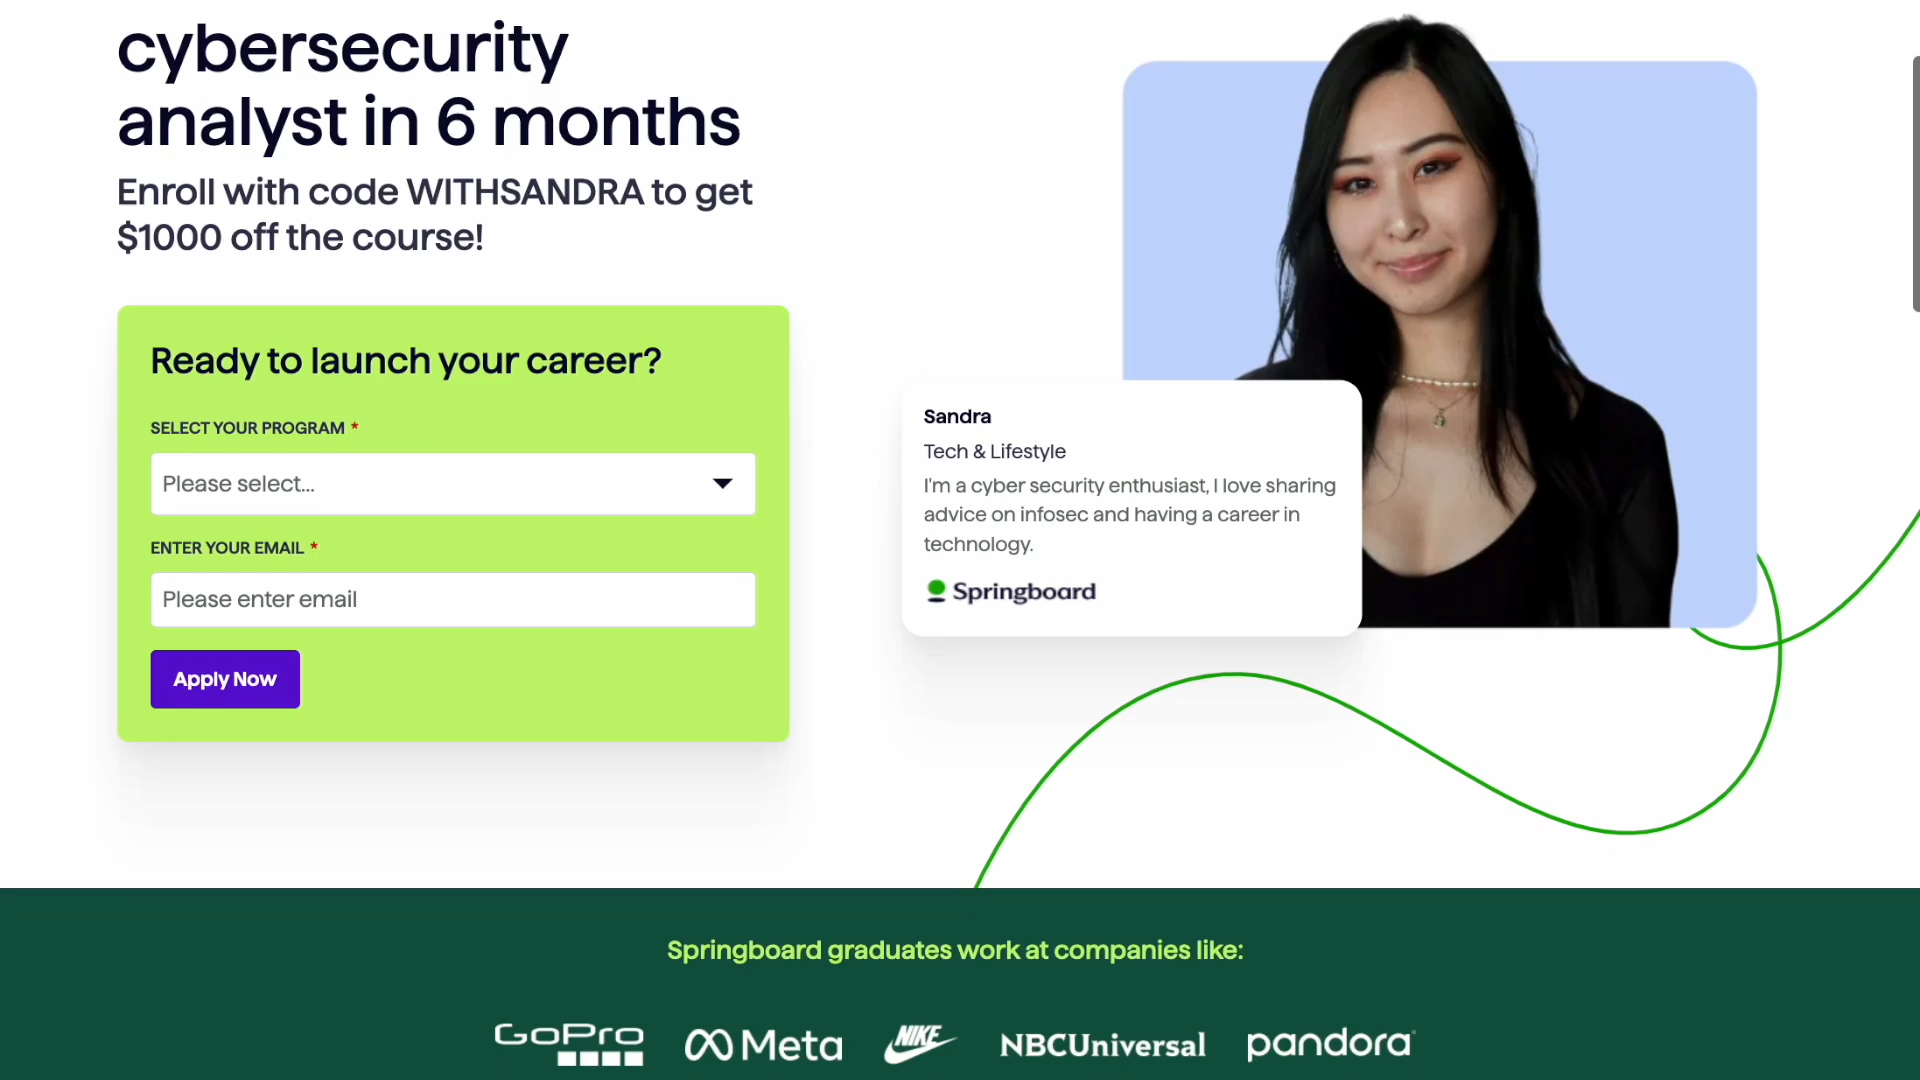 cybersecurity
analyst in 6 months
Enroll with code WITHSANDRA to get
$1000 off the course!
Ready to launch your career?
SELECT YOUR PROGRAM *
Please select...
ENTER YOUR EMAIL *
Please enter email
Apply Now
Sandra
Tech & Lifestyle
I'm a cyber security enthusiast, I love sharing
advice on infosec and having a career in
technology.
Springboard
Springboard graduates work at companies like:
GoPro
Meta
NIKE
NBCUniversal
pandora